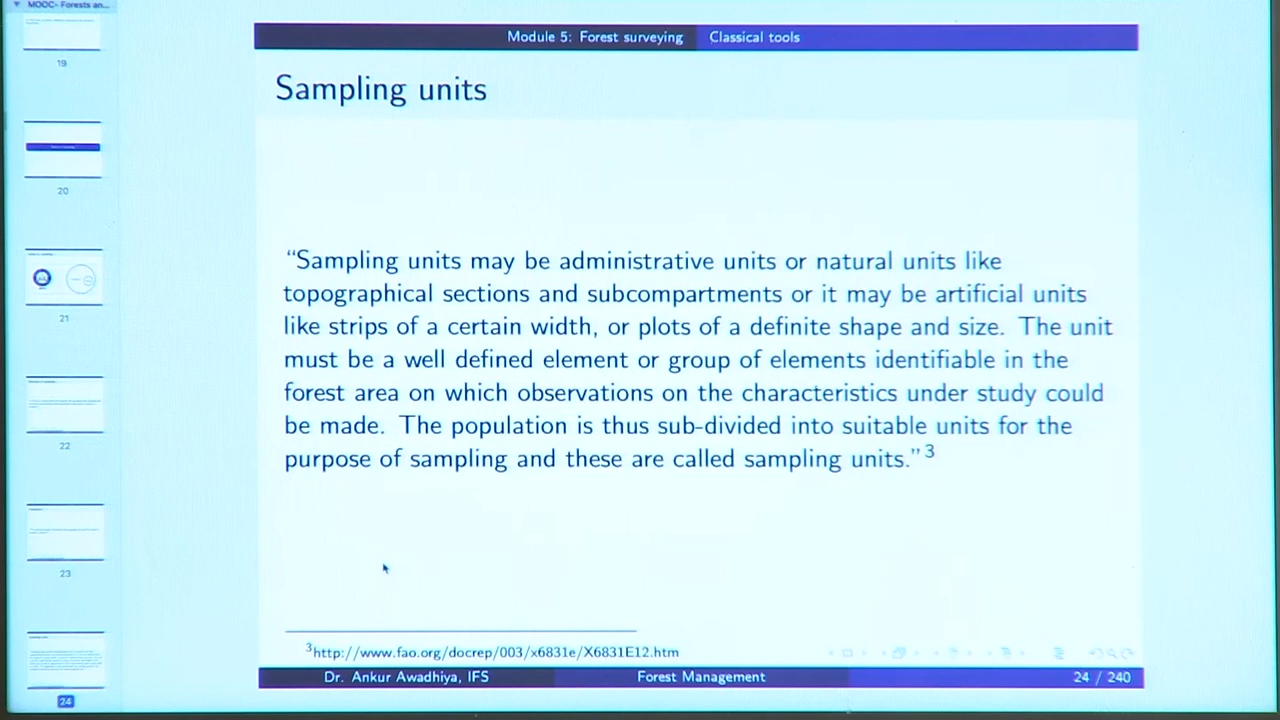 MOOC- Forests an...
19
20
21
22
23
24
Module 5: Forest surveying Classical tools
Sampling units
“Sampling units may be administrative units or natural units like
topographical sections and subcompartments or it may be artificial units
like strips of a certain width, or plots of a definite shape and size. The unit
must be a well defined element or group of elements identifiable in the
forest area on which observations on the characteristics under study could
be made. The population is thus sub-divided into suitable units for the
purpose of sampling and these are called sampling units.” 3
3http://www.fao.org/docrep/003/x6831e/X6831E12.htm
Dr. Ankur Awadhiya, IFS Forest Management 24 / 240